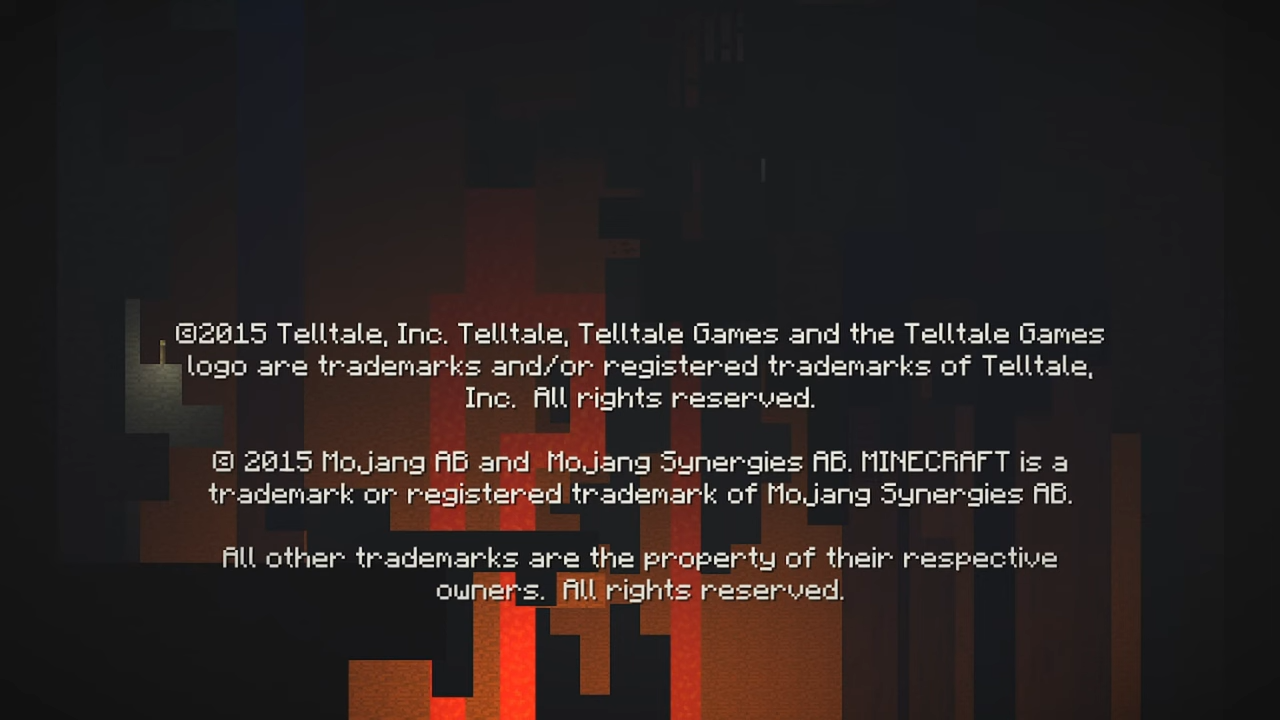 ©2015 Telltale, Inc. Telltale, Telltale Games and the Telltale Games
logo are trademarks and/or registered trademarks of Telltale,
Inc.  All rights reserved.
© 2015 Mojang AB and  Mojang Synergies AB. MINECRAFT is a
trademark or registered trademark of Mojang Synergies AB.
All other trademarks are the property of their respective
owners.  All rights reserved.